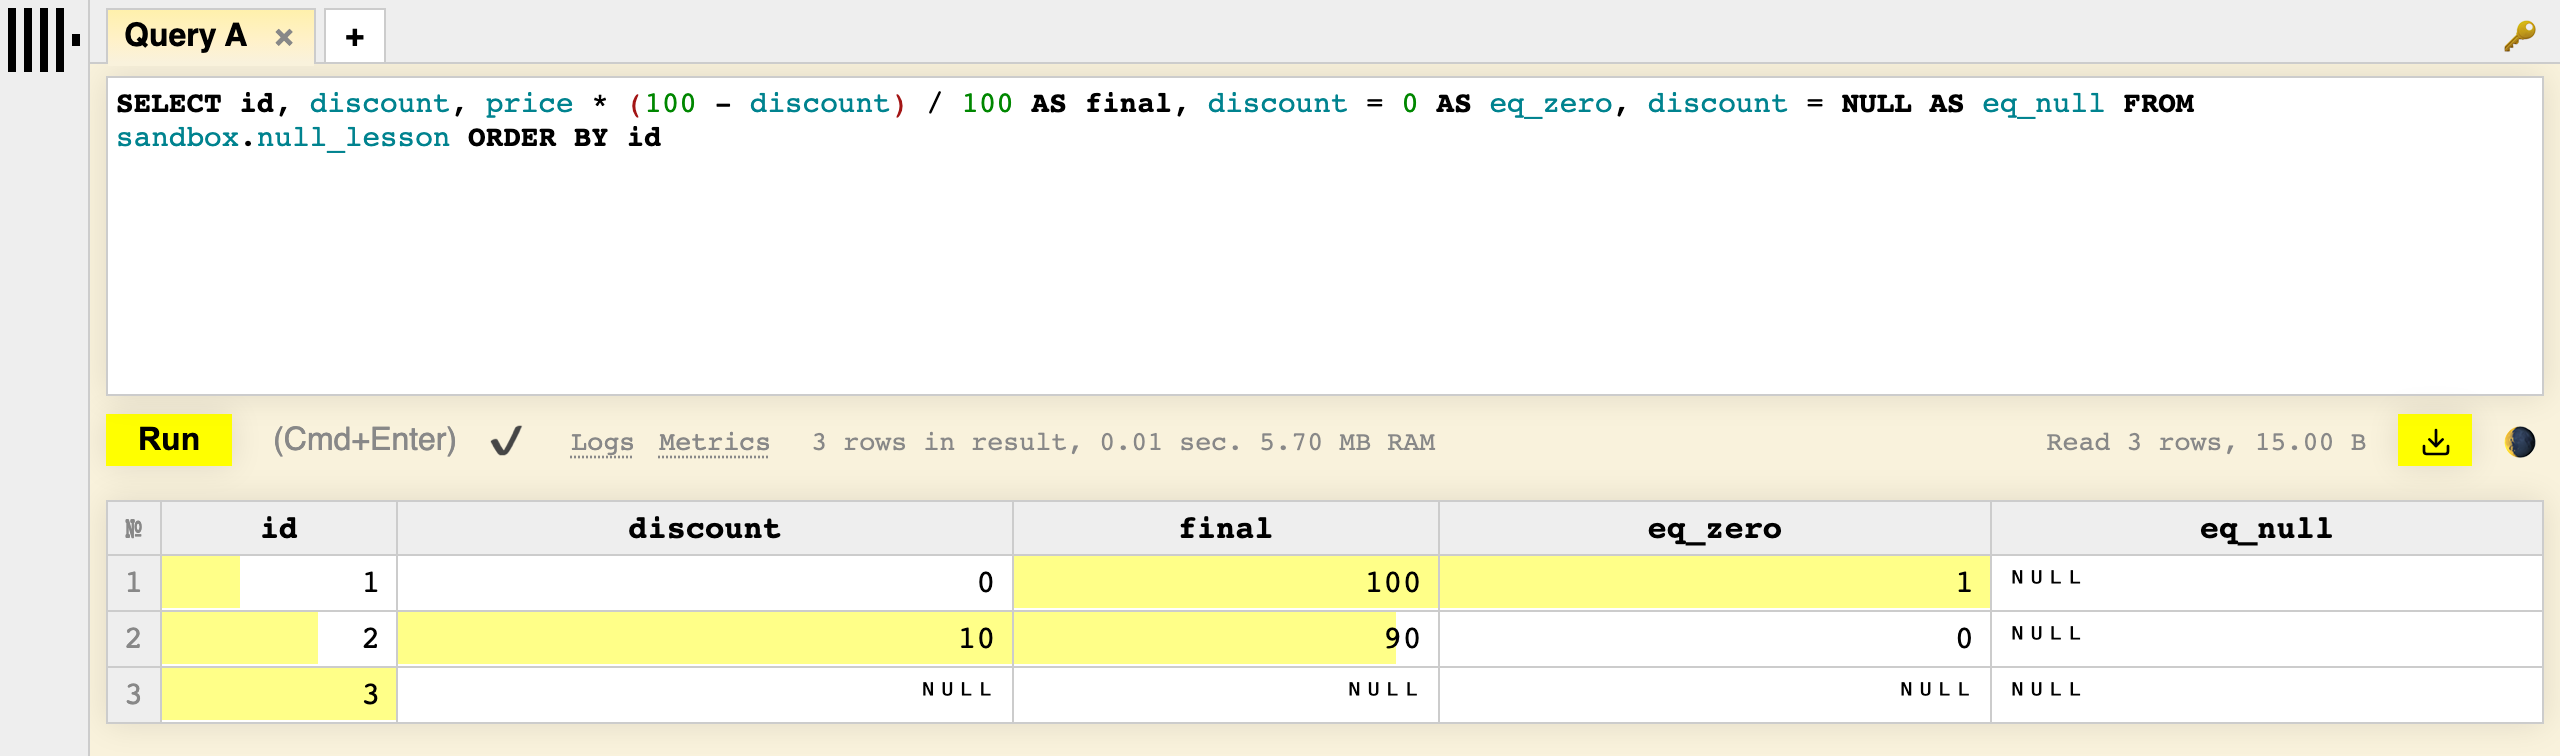 Query A × +
SELECT id, discount, price * (100 - discount) / 100 AS final, discount = 0 AS eq_zero, discount = NULL AS eq_null FROM
sandbox.null_lesson ORDER BY id
Run (Cmd+Enter) ✔ Logs Metrics 3 rows in result, 0.01 sec. 5.70 MB RAM Read 3 rows, 15.00 B
№ id discount final eq_zero eq_null
1 1 0 100 1 NULL
2 2 10 90 0 NULL
3 3 NULL NULL NULL NULL